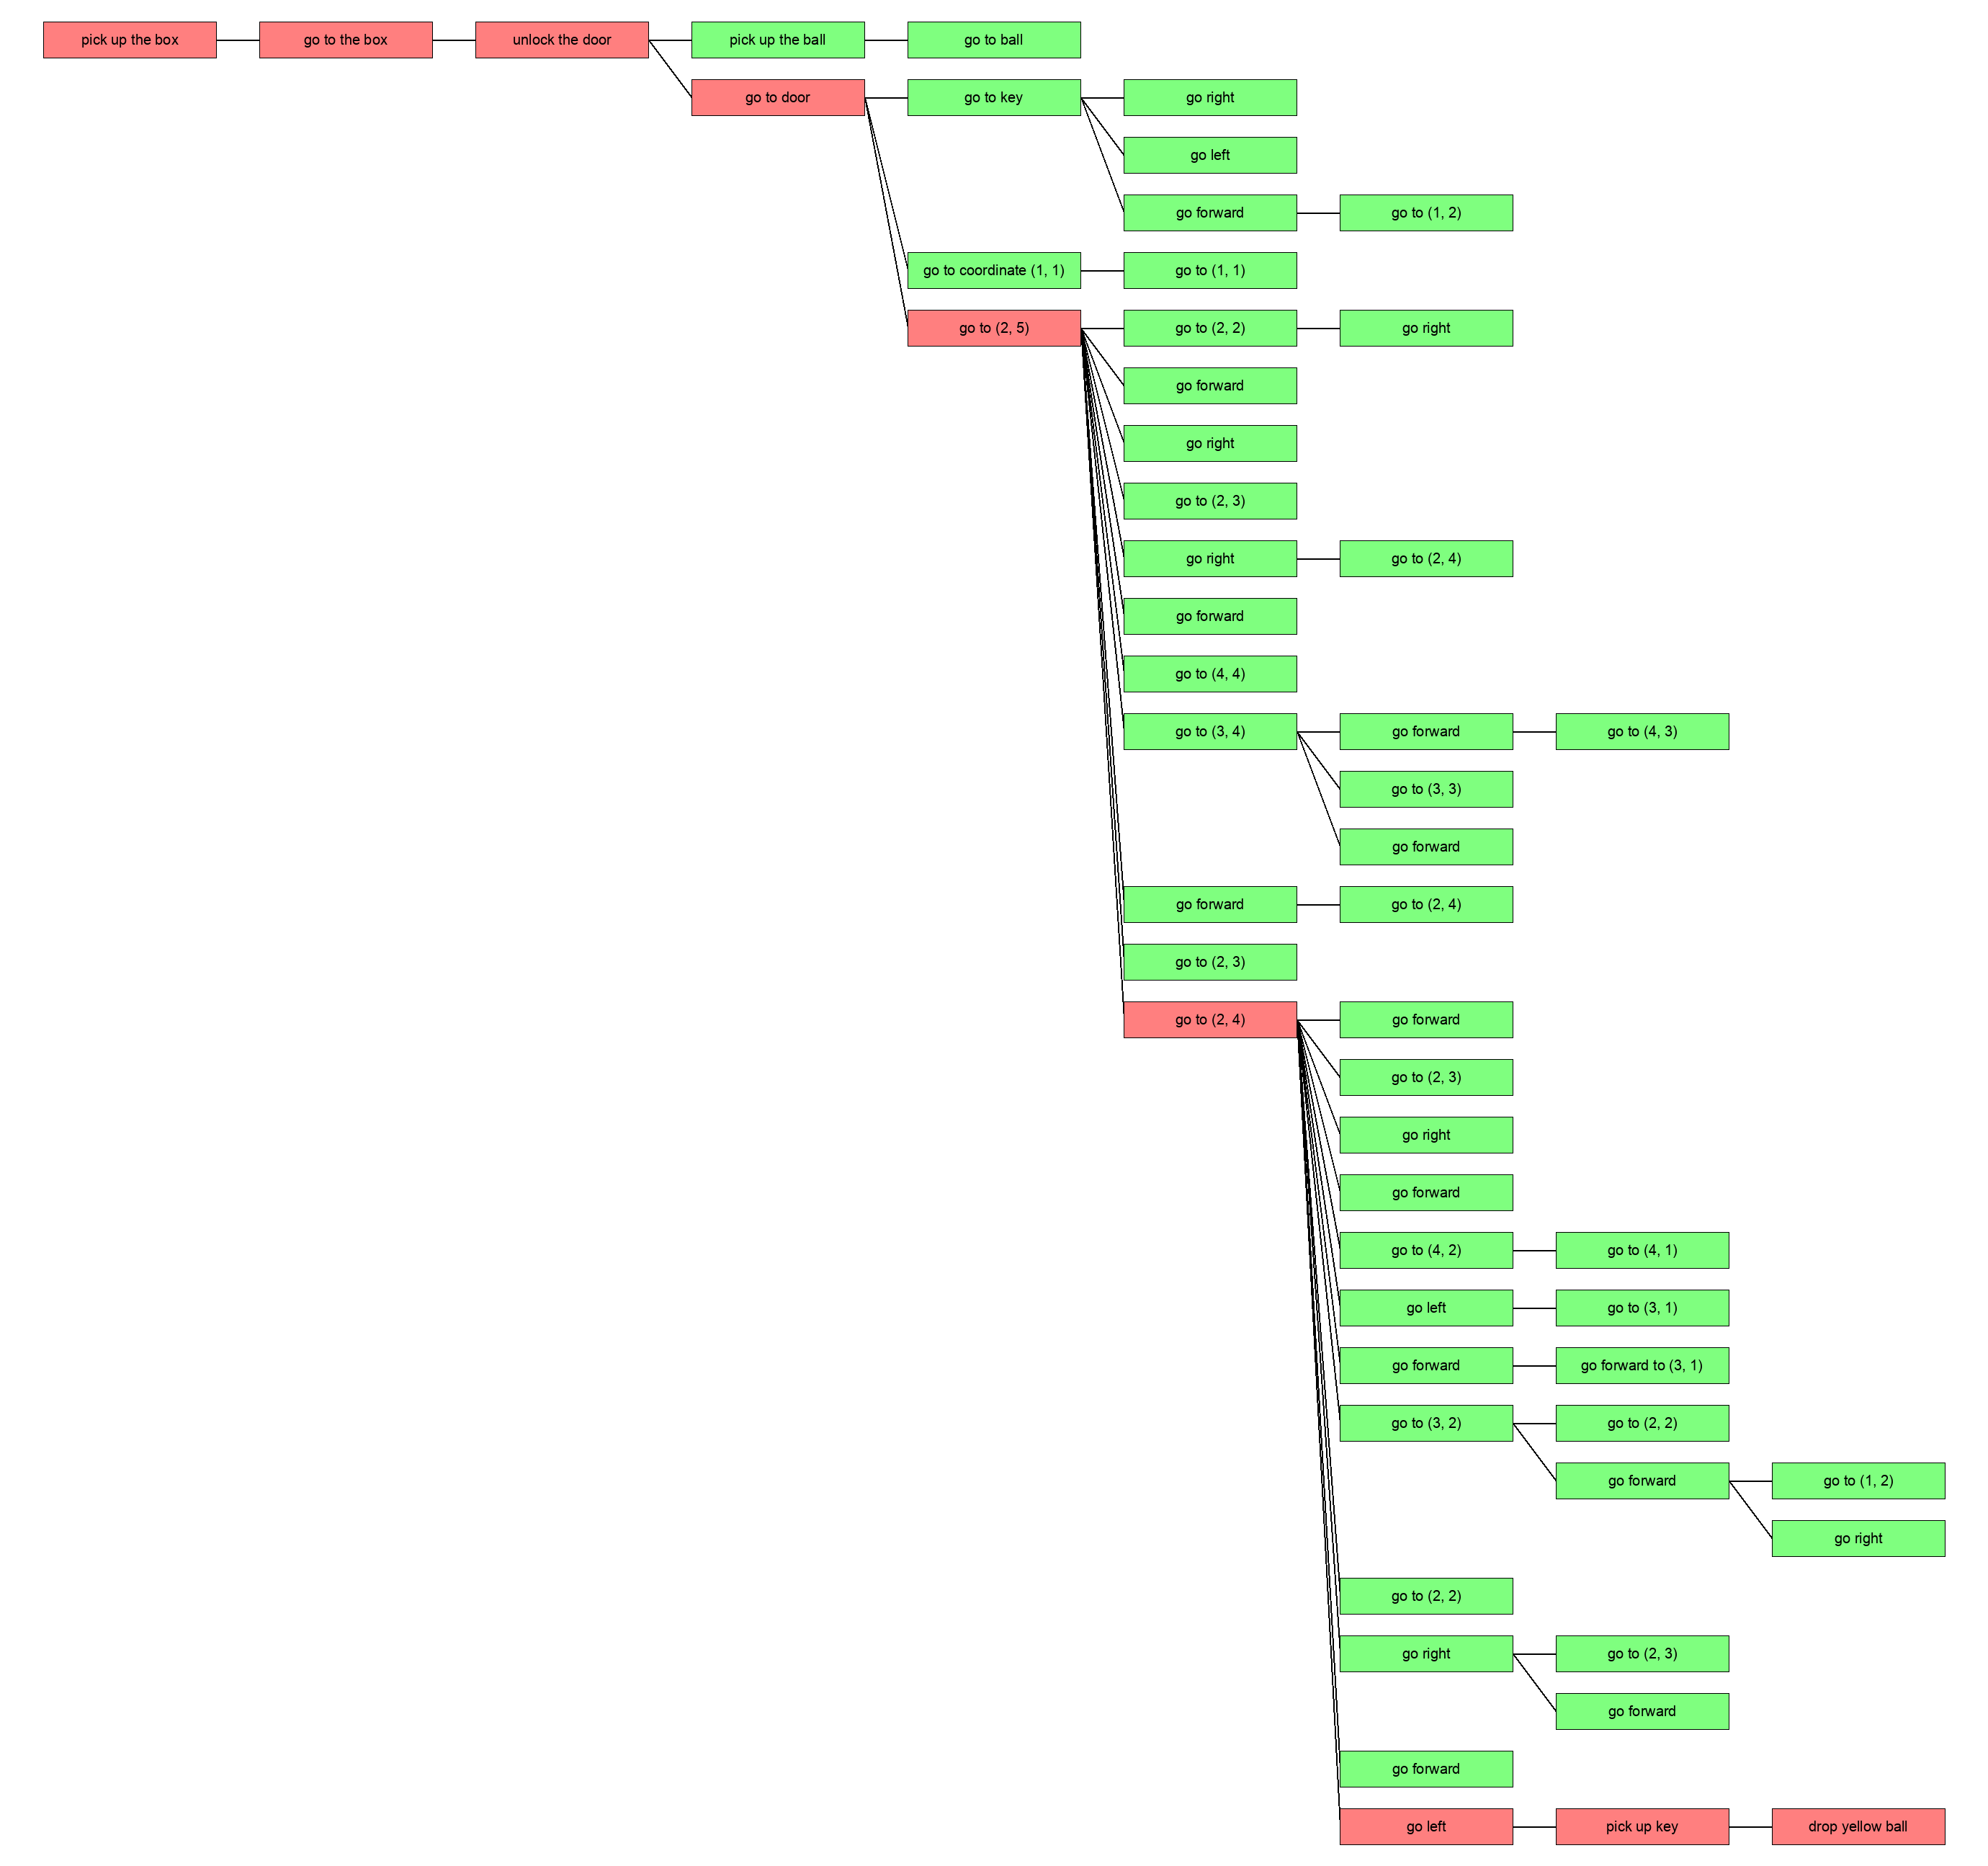 pick up the box
go to the box
unlock the door
pick up the ball
go to ball
go to door
go to key
go right
go left
go forward
go to (1, 2)
go to coordinate (1, 1)
go to (1, 1)
go to (2, 5)
go to (2, 2)
go right
go forward
go right
go to (2, 3)
go right
go to (2, 4)
go forward
go to (4, 4)
go to (3, 4)
go forward
go to (4, 3)
go to (3, 3)
go forward
go forward
go to (2, 4)
go to (2, 3)
go to (2, 4)
go forward
go to (2, 3)
go right
go forward
go to (4, 2)
go to (4, 1)
go left
go to (3, 1)
go forward
go forward to (3, 1)
go to (3, 2)
go to (2, 2)
go forward
go to (1, 2)
go right
go to (2, 2)
go right
go to (2, 3)
go forward
go forward
go left
pick up key
drop yellow ball